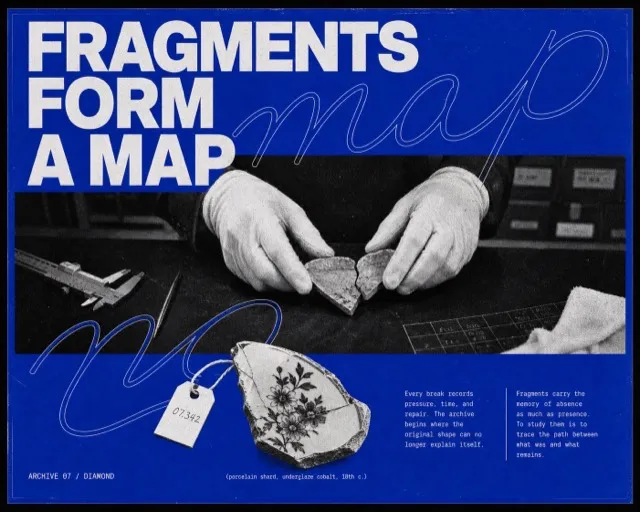 FRAGMENTS
FORM
A MAP
map
07.342
Every break records
pressure, time, and
repair. The archive
begins where the
original shape can no
longer explain itself.
Fragments carry the
memory of absence
as much as presence.
To study them is to
trace the path between
what was and what
remains.
ARCHIVE 07 / DIAMOND
(porcelain shard, underglaze cobalt, 18th c.)